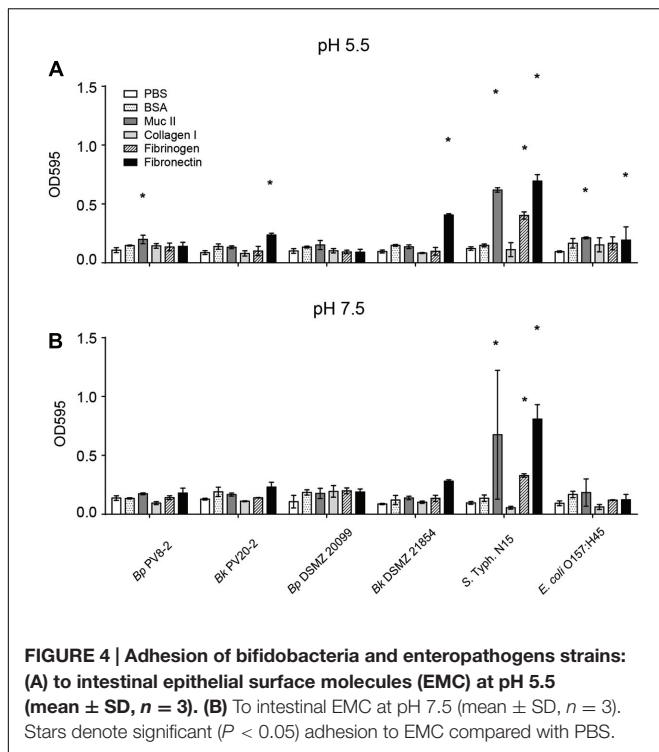 pH 5.5
A
1.5
1.0
0.5
0.0
OD595
PBS
BSA
Muc II
Collagen I
Fibrinogen
Fibronectin
*
*
*
*
*
*
*
*
pH 7.5
B
1.5
1.0
0.5
0.0
OD595
*
*
*
Bp PV8-2
Bk PV20-2
Bp DSMZ 20099
Bk DSMZ 21854
S. Typh. N15
E. coli O157:H45
FIGURE 4 | Adhesion of bifidobacteria and enteropathogens strains:
(A) to intestinal epithelial surface molecules (EMC) at pH 5.5
(mean ± SD, n = 3). (B) To intestinal EMC at pH 7.5 (mean ± SD, n = 3).
Stars denote significant (P < 0.05) adhesion to EMC compared with PBS.